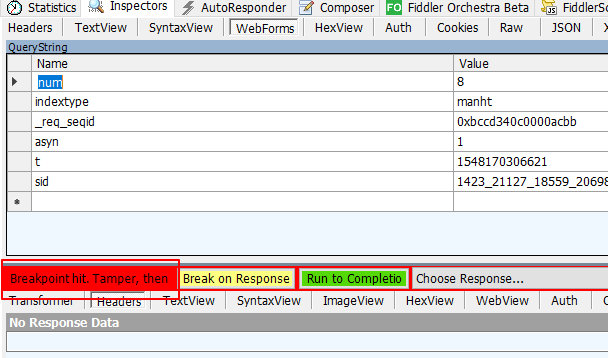 Statistics Inspectors AutoResponder Composer FO Fiddler Orchestra Beta FiddlerSc
Headers TextView SyntaxView WebForms HexView Auth Cookies Raw JSON X
QueryString
Name Value
num 8
indextype manht
_req_seqid 0xbccd340c0000acbb
asyn 1
t 1548170306621
sid 1423_21127_18559_20698
*
Breakpoint hit. Tamper, then Break on Response Run to Completio Choose Response...
Transformer Headers TextView SyntaxView ImageView HexView WebView Auth
No Response Data